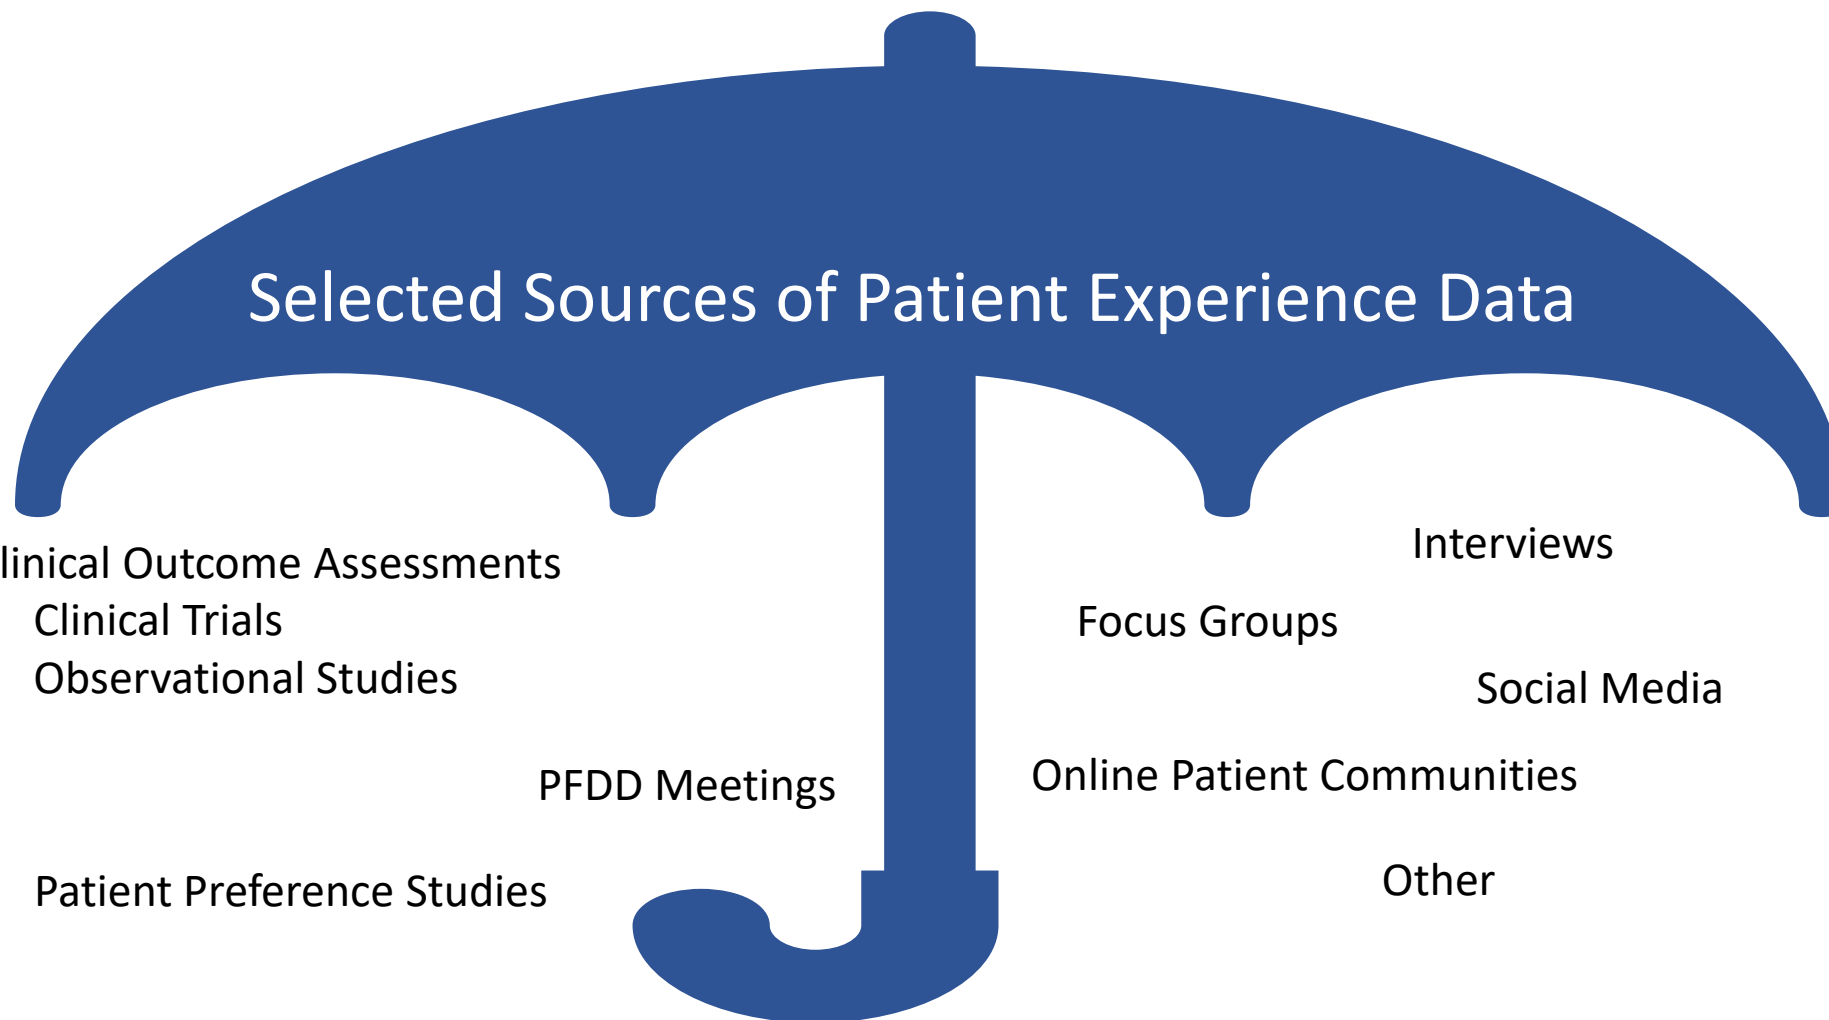 Selected Sources of Patient Experience Data
linical Outcome Assessments
Clinical Trials
Observational Studies
PFDD Meetings
Patient Preference Studies
Interviews
Focus Groups
Social Media
Online Patient Communities
Other